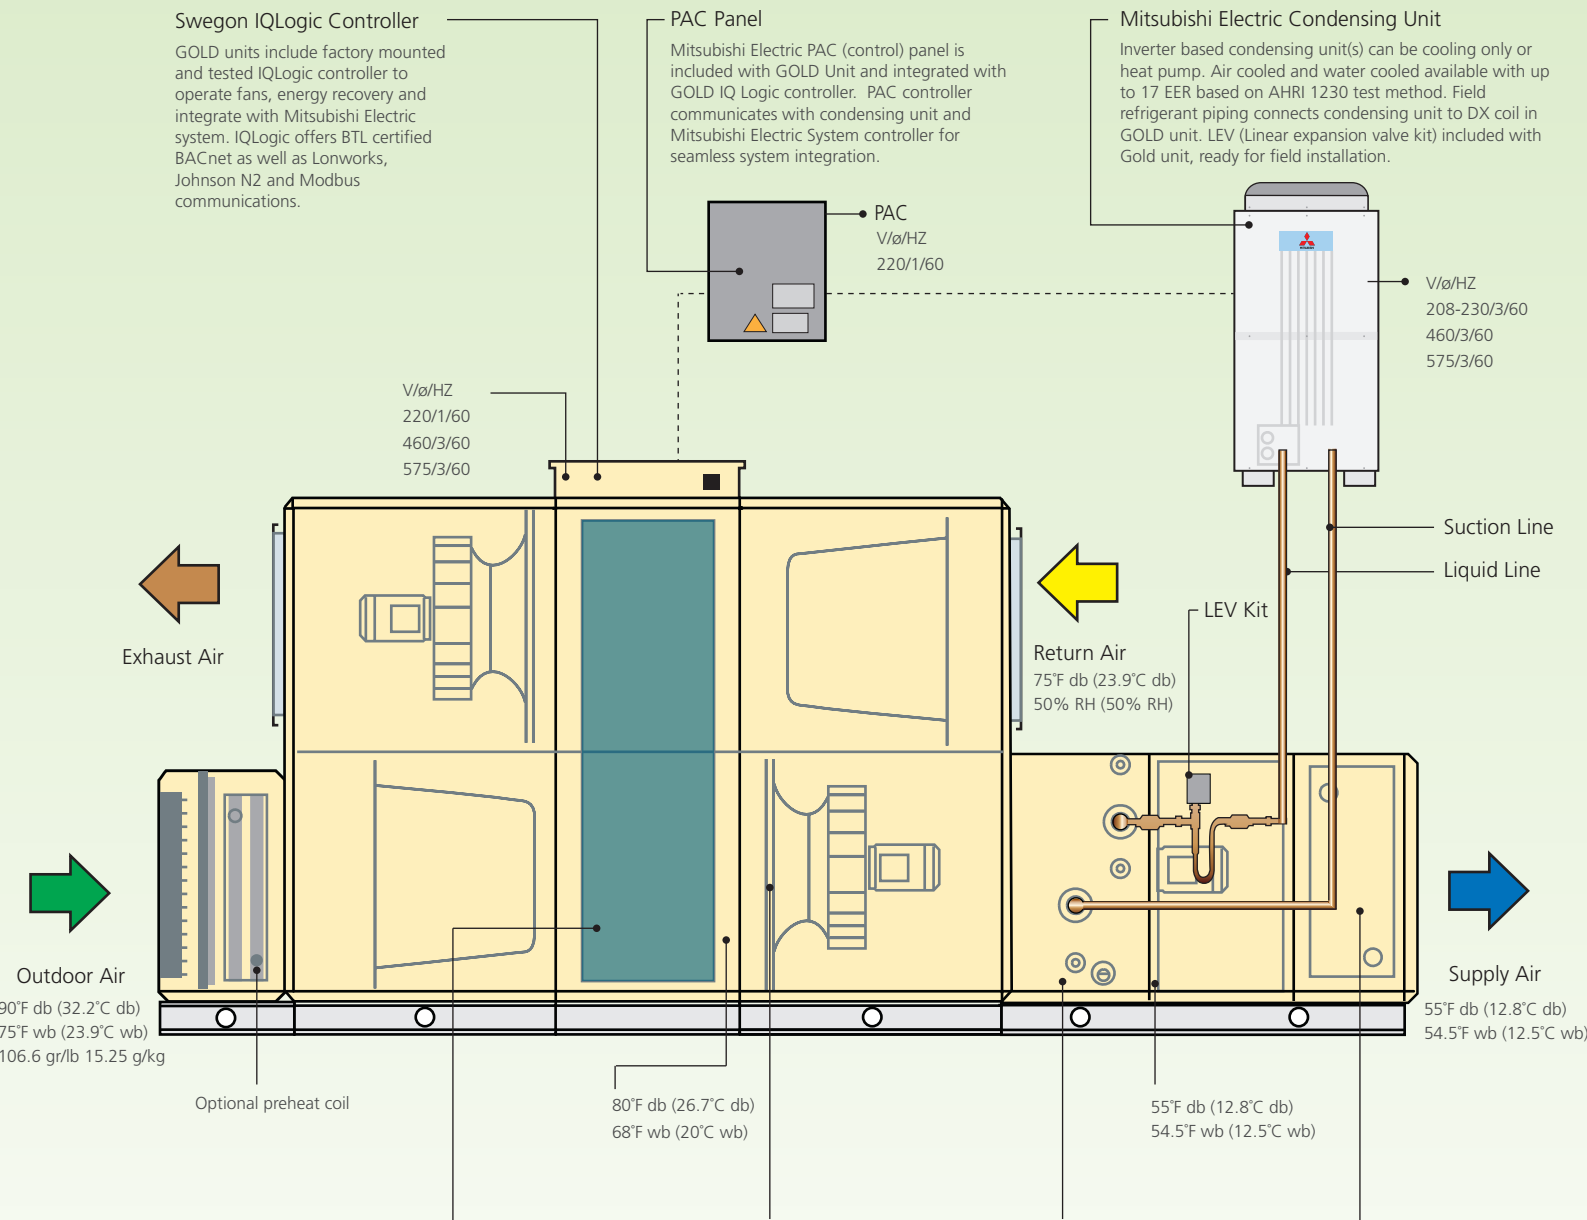 Swegon IQLogic Controller
GOLD units include factory mounted
and tested IQLogic controller to
operate fans, energy recovery and
integrate with Mitsubishi Electric
system. IQLogic offers BTL certified
BACnet as well as Lonworks,
Johnson N2 and Modbus
communications.
PAC Panel
Mitsubishi Electric PAC (control) panel is
included with GOLD Unit and integrated with
GOLD IQ Logic controller. PAC controller
communicates with condensing unit and
Mitsubishi Electric System controller for
seamless system integration.
Mitsubishi Electric Condensing Unit
Inverter based condensing unit(s) can be cooling only or
heat pump. Air cooled and water cooled available with up
to 17 EER based on AHRI 1230 test method. Field
refrigerant piping connects condensing unit to DX coil in
GOLD unit. LEV (Linear expansion valve kit) included with
Gold unit, ready for field installation.
PAC
V/ø/HZ
220/1/60
V/ø/HZ
208-230/3/60
460/3/60
575/3/60
V/ø/HZ
220/1/60
460/3/60
575/3/60
Suction Line
Liquid Line
LEV Kit
Exhaust Air
Return Air
75˚F db (23.9˚C db)
50% RH (50% RH)
Outdoor Air
90˚F db (32.2˚C db)
75˚F wb (23.9˚C wb)
106.6 gr/lb 15.25 g/kg
Supply Air
55˚F db (12.8˚C db)
54.5˚F wb (12.5˚C wb)
Optional preheat coil
80˚F db (26.7˚C db)
68˚F wb (20˚C wb)
55˚F db (12.8˚C db)
54.5˚F wb (12.5˚C wb)